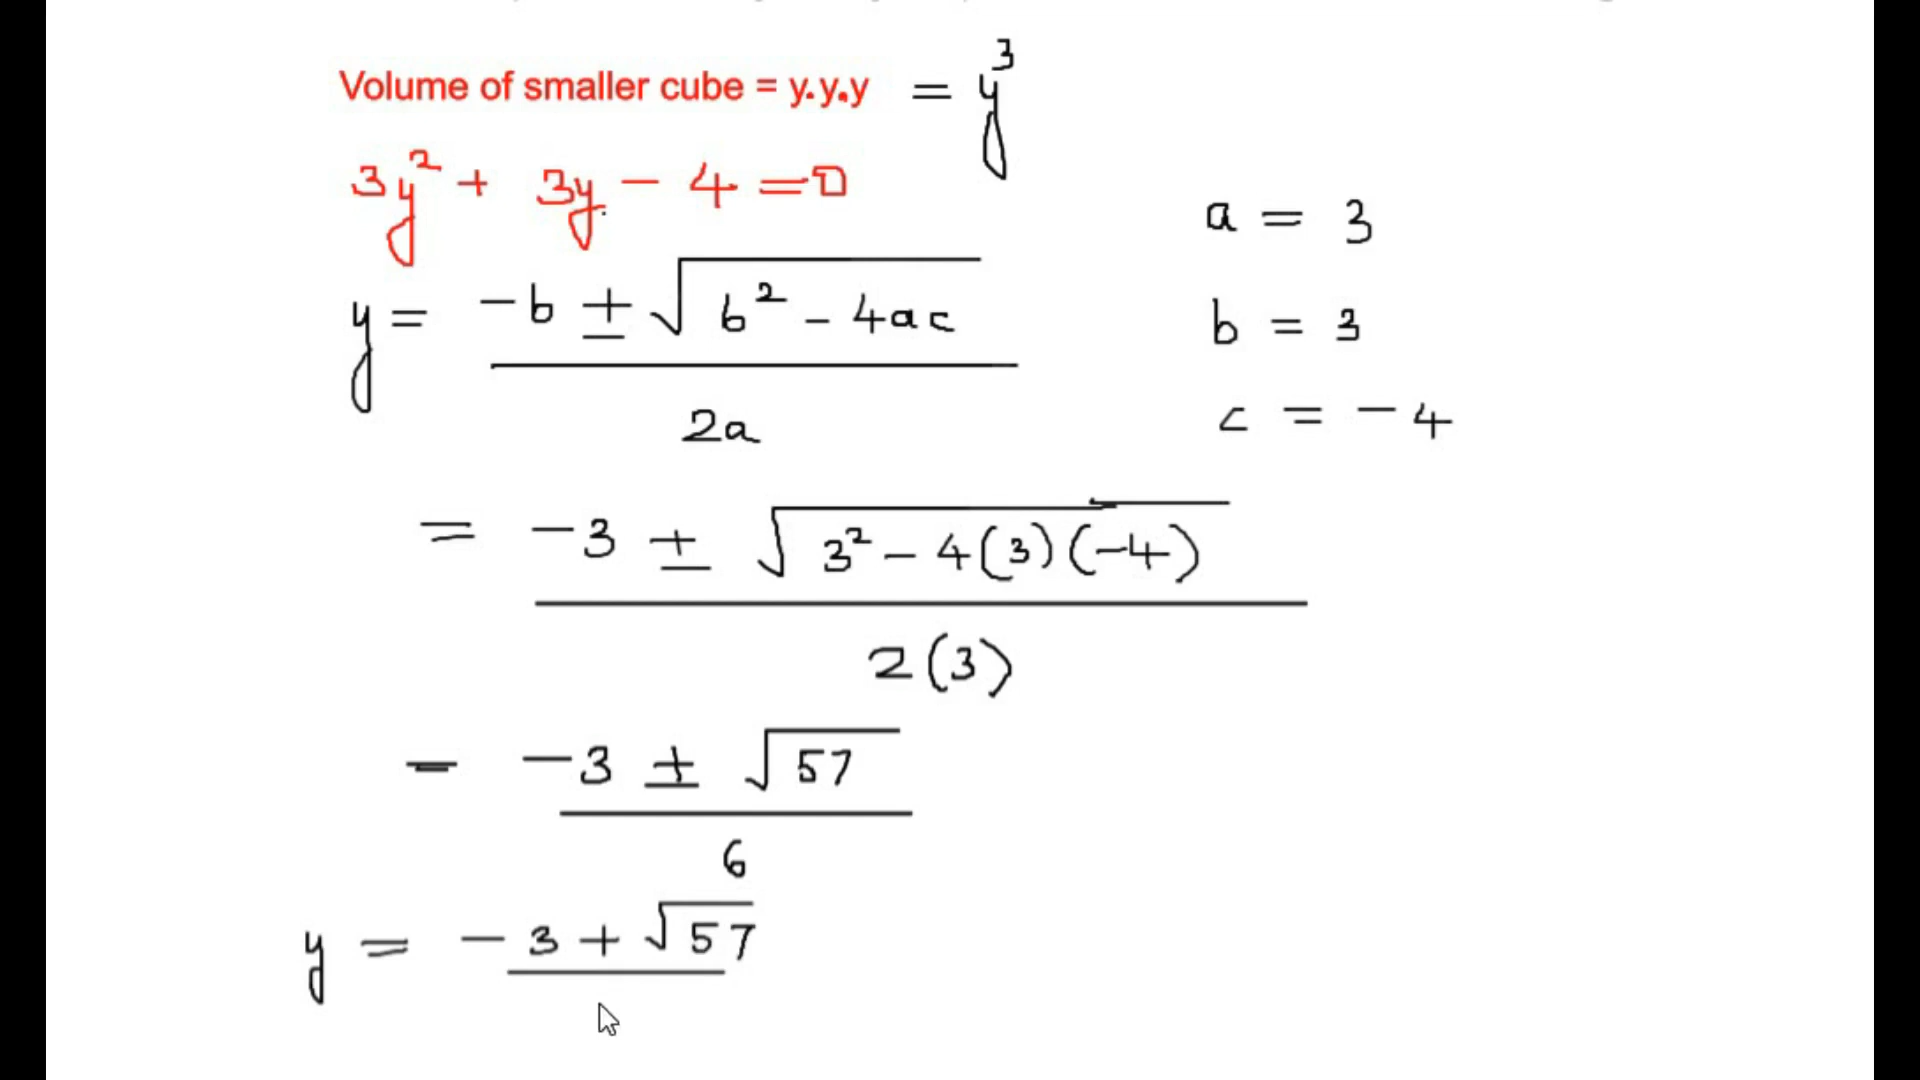 Volume of smaller cube = y.y.y = y³
3y² + 3y - 4 = 0
a = 3
y = -b ± √(b² - 4ac)
b = 3
2a
c = -4
= -3 ± √(3² - 4(3)(-4))
2(3)
- -3 ± √57
6
y = -3 + √57